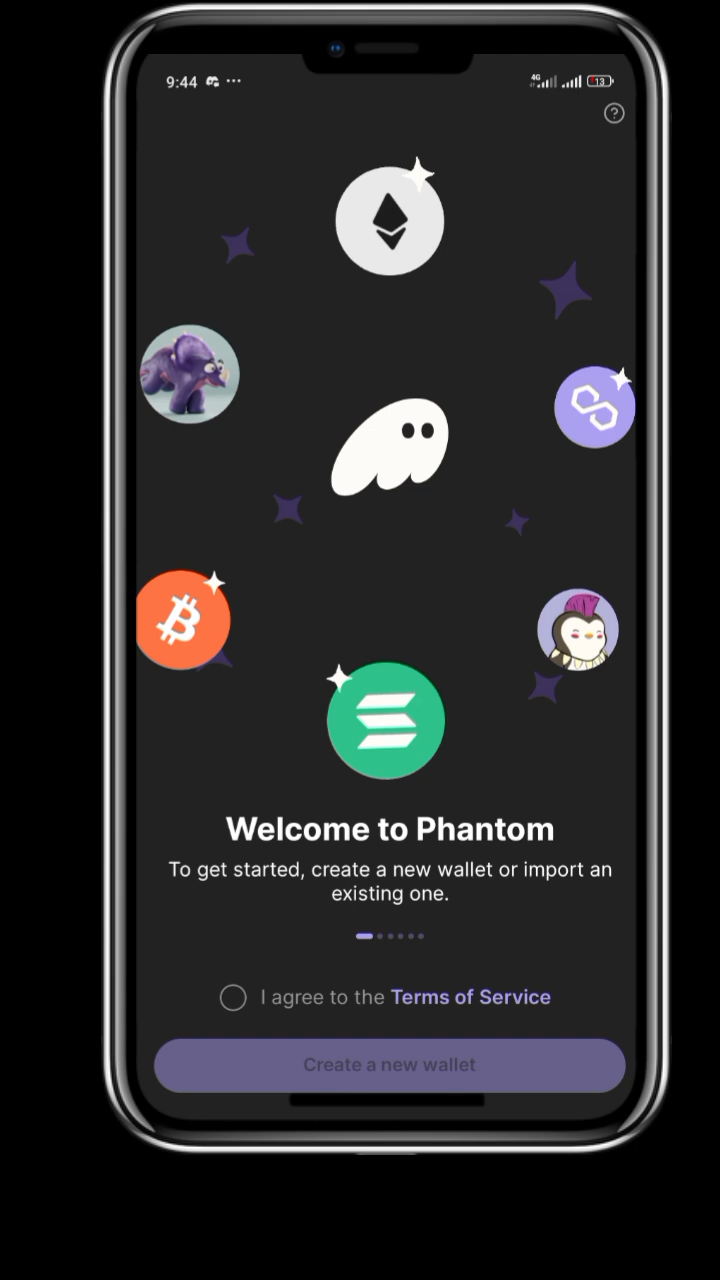 9:44
4G
13
?
Welcome to Phantom
To get started, create a new wallet or import an
existing one.
I agree to the Terms of Service
Create a new wallet